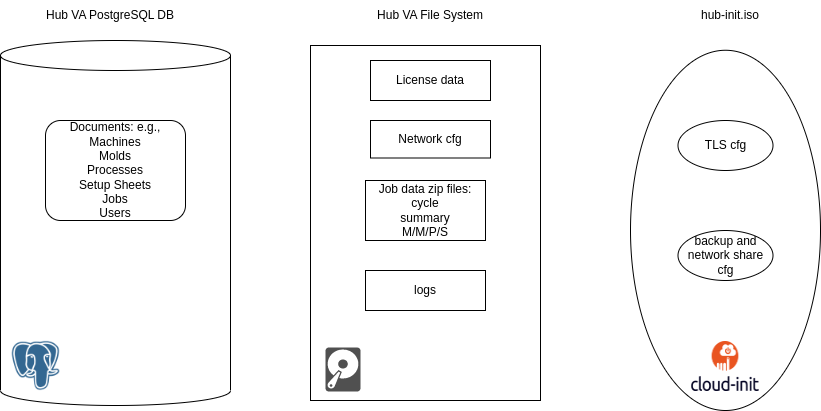 Hub VA PostgreSQL DB
Documents: e.g.,
Machines
Molds
Processes
Setup Sheets
Jobs
Users
Hub VA File System
License data
Network cfg
Job data zip files:
cycle
summary
M/M/P/S
logs
hub-init.iso
TLS cfg
backup and
network share
cfg
cloud-init